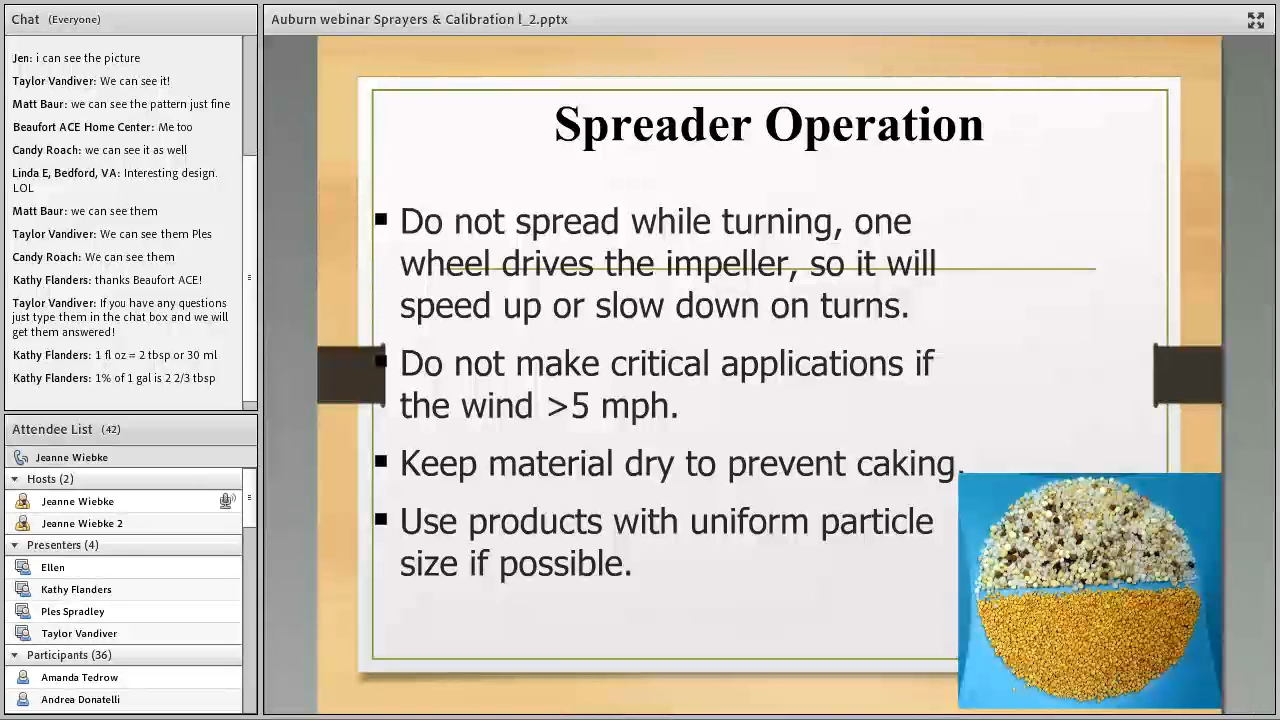 Chat (Everyone)
Jen: i can see the picture
Taylor Vandiver: We can see it!
Matt Baur: we can see the pattern just fine
Beaufort ACE Home Center: Me too
Candy Roach: we can see it as well
Linda E, Bedford, VA: Interesting design.
LOL
Matt Baur: we can see them
Taylor Vandiver: We can see them Ples
Candy Roach: We can see them
Kathy Flanders: thanks Beaufort ACE!
Taylor Vandiver: If you have any questions
just type them in the chat box and we will
get them answered!
Kathy Flanders: 1 fl oz = 2 tbsp or 30 ml
Kathy Flanders: 1% of 1 gal is 2 2/3 tbsp
Attendee List (42)
Jeanne Wiebke
Hosts (2)
Jeanne Wiebke
Jeanne Wiebke 2
Presenters (4)
Ellen
Kathy Flanders
Ples Spradley
Taylor Vandiver
Participants (36)
Amanda Tedrow
Andrea Donatelli
Auburn webinar Sprayers & Calibration l_2.pptx
Spreader Operation
▪ Do not spread while turning, one
wheel drives the impeller, so it will
speed up or slow down on turns.
▪ Do not make critical applications if
the wind >5 mph.
▪ Keep material dry to prevent caking.
▪ Use products with uniform particle
size if possible.